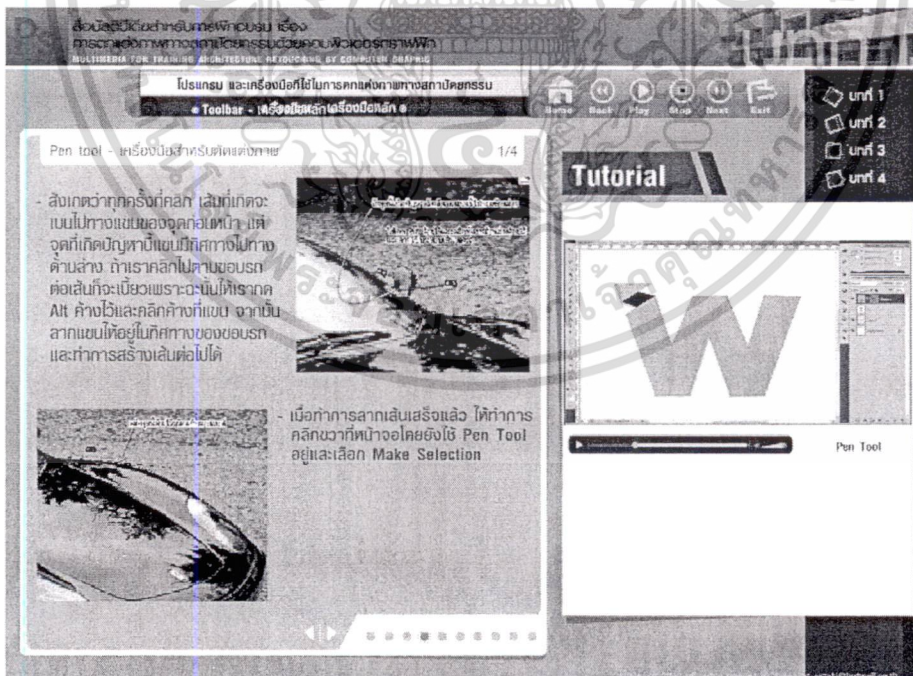 สื่อมัลติมีเดียสำหรับการฝึกอบรม เรื่อง
การตกแต่งภาพทางสถาปัตยกรรมด้วยคอมพิวเตอร์กราฟฟิก
MULTIMEDIA FOR TRAINING ARCHITECTURE RETOUCHING BY COMPUTER GRAPHIC
โปรแกรม และเครื่องมือที่ใช้ในการตกแต่งภาพทางสถาปัตยกรรม
Toolbar - เครื่องมือหลัก
Home Back Play Stop Next Exit
บทที่ 1
บทที่ 2
บทที่ 3
บทที่ 4
Pen tool - เครื่องมือสำหรับตัดแต่งภาพ 1/4
- สังเกตว่าทุกครั้งที่คลิก เส้นที่เกิดจะ
เบนไปทางแขนของจุดก่อนหน้า แต่
จุดที่เกิดปัญหานี้แขนมีทิศทางไปทาง
ด้านล่าง ถ้าเราคลิกไปตามขอบรถ
ต่อเส้นก็จะเบี้ยวเพราะฉะนั้นให้เรากด
Alt ค้างไว้และคลิกค้างที่แขน จากนั้น
ลากแขนให้อยู่ในทิศทางของขอบรถ
และทำการสร้างเส้นต่อไปได้
- เมื่อทำการลากเส้นเสร็จแล้ว ให้ทำการ
คลิกขวาที่หน้าจอโดยยังใช้ Pen Tool
อยู่และเลือก Make Selection
Tutorial
W
Pen Tool